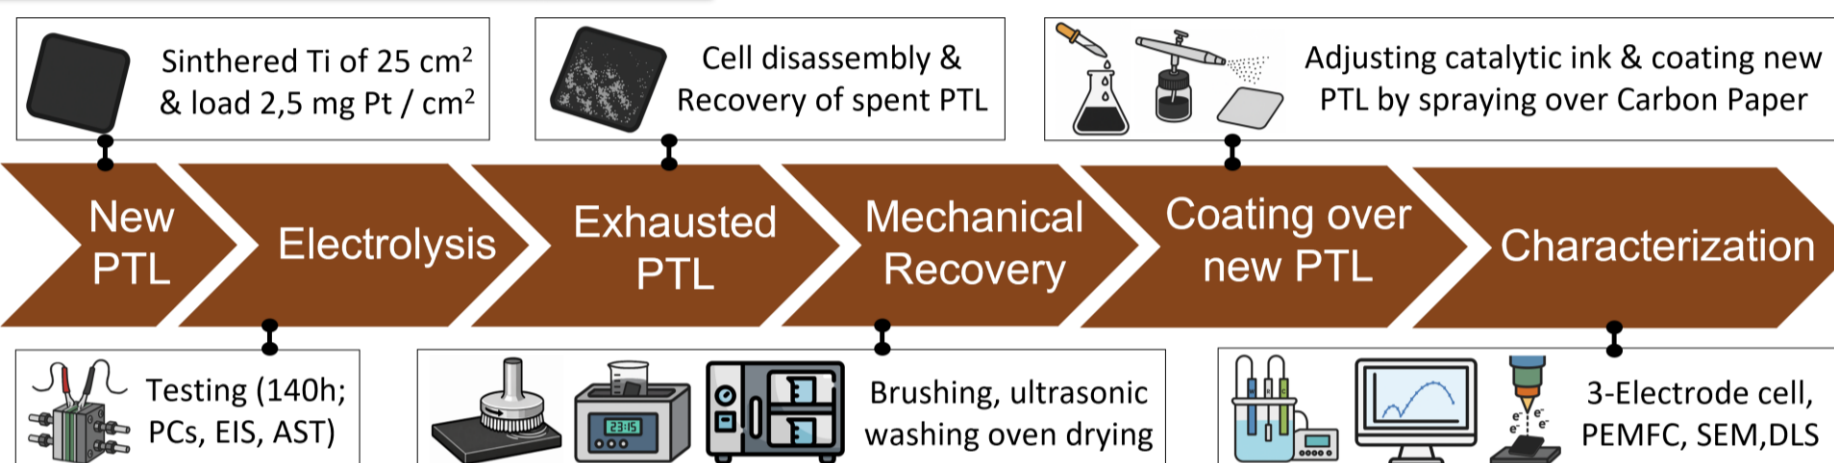 Sinthered Ti of 25 cm²
& load 2,5 mg Pt / cm²
Cell disassembly &
Recovery of spent PTL
Adjusting catalytic ink & coating new
PTL by spraying over Carbon Paper
New
PTL
Electrolysis
Exhausted
PTL
Mechanical
Recovery
Coating over
new PTL
Characterization
Testing (140h;
PCs, EIS, AST)
23:15
Brushing, ultrasonic
washing oven drying
e⁻ e⁻
e⁻ e⁻
3-Electrode cell,
PEMFC, SEM,DLS